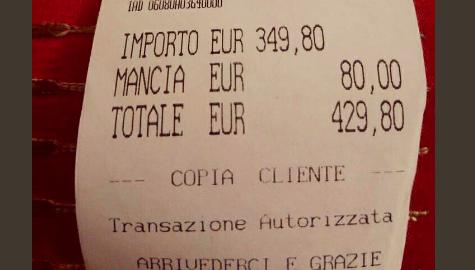 IMPORTO EUR 349,80
MANCIA EUR 80,00
TOTALE EUR 429,80
--- COPIA CLIENTE ---
Transazione Autorizzata
ARRIVEDERCI E GRAZIE